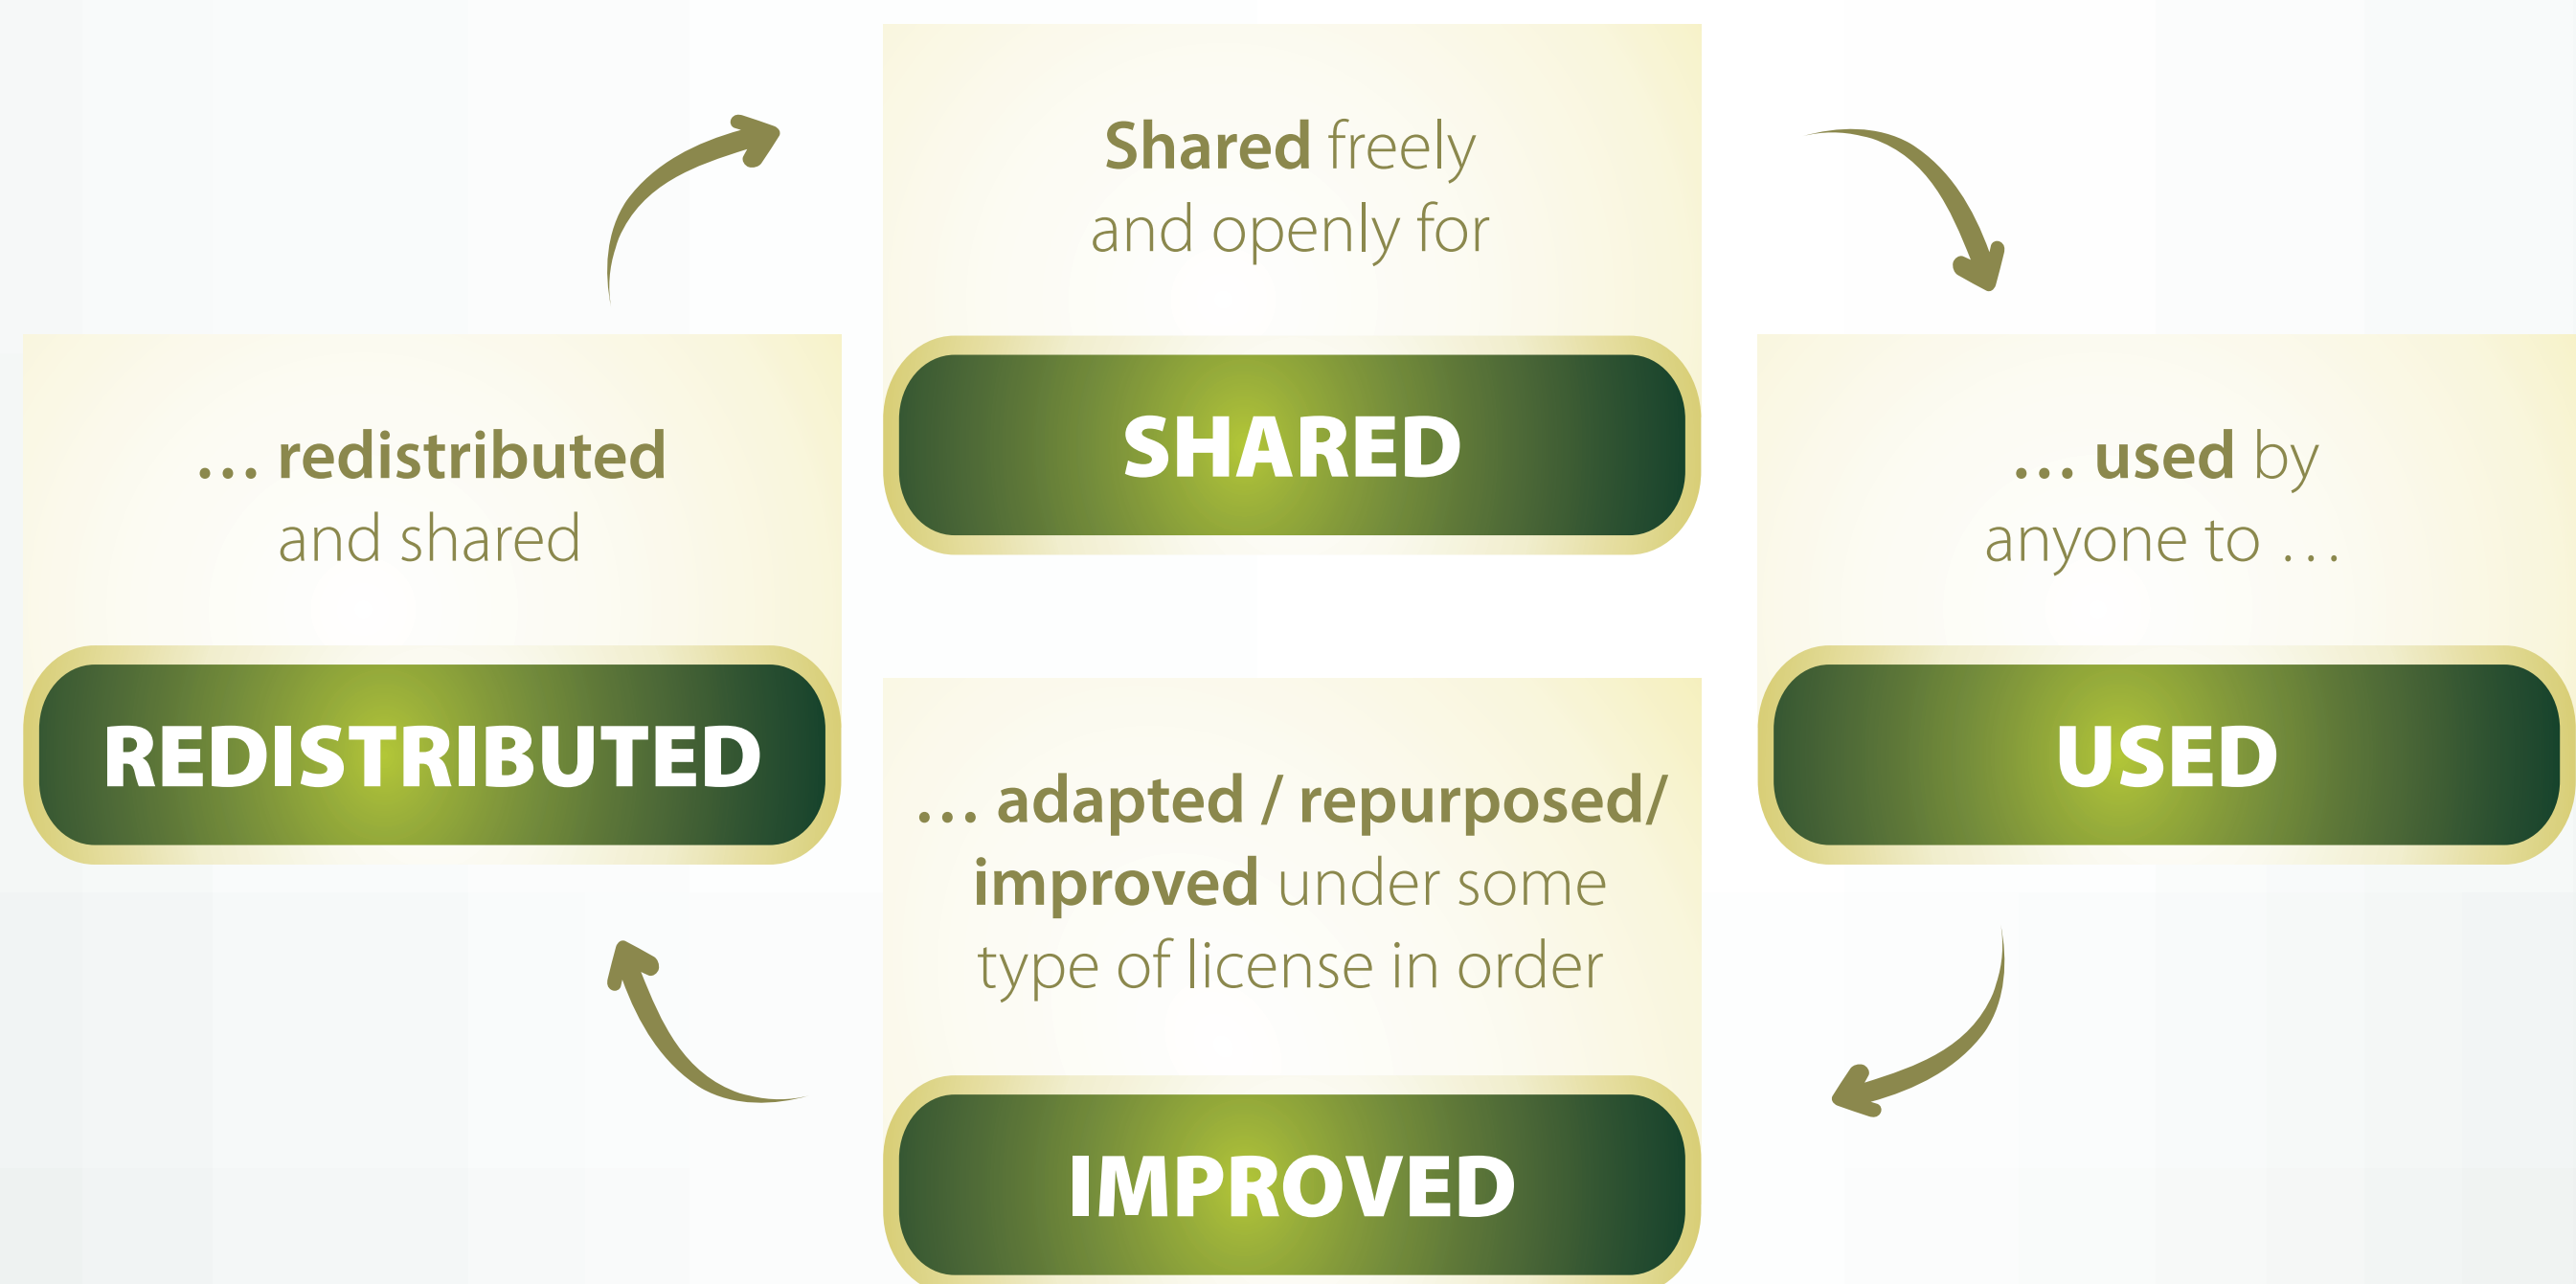 Shared freely
and openly for
SHARED
… used by
anyone to …
USED
… adapted / repurposed/
improved under some
type of license in order
IMPROVED
… redistributed
and shared
REDISTRIBUTED